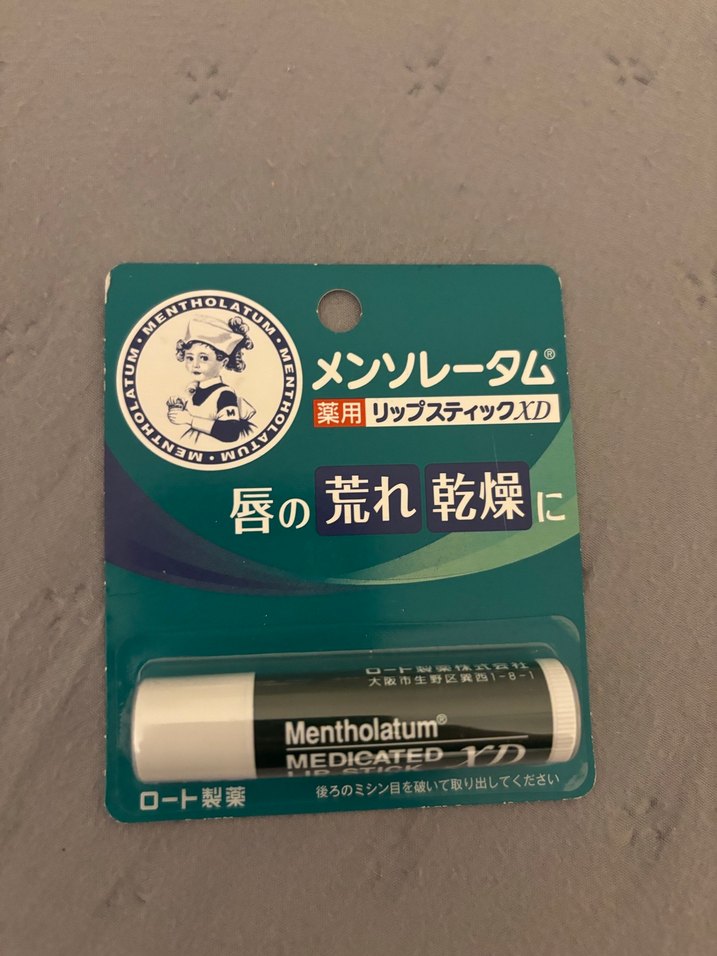 MENTHOLATUM · MENTHOLATUM · MENTHOLATUM · MENTHOLATUM ·
M
メンソレータム®
薬用 リップスティックXD
唇の 荒れ 乾燥 に
ロート製薬株式会社
大阪市生野区巽西1-8-1
Mentholatum®
MEDICATED XD
LIP STICK
ロート製薬
後ろのミシン目を破いて取り出してください